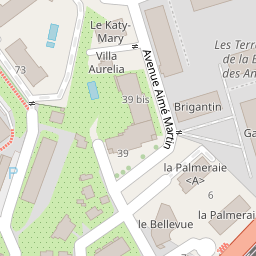 Le Katy-
Mary
Villa
Aurelia
Avenue Aimé Martin
Les Terra
de la B
des An
73
39 bis
Brigantin
Ga
39
la Palmeraie
<A>
6
la Palmerai
le Bellevue
P